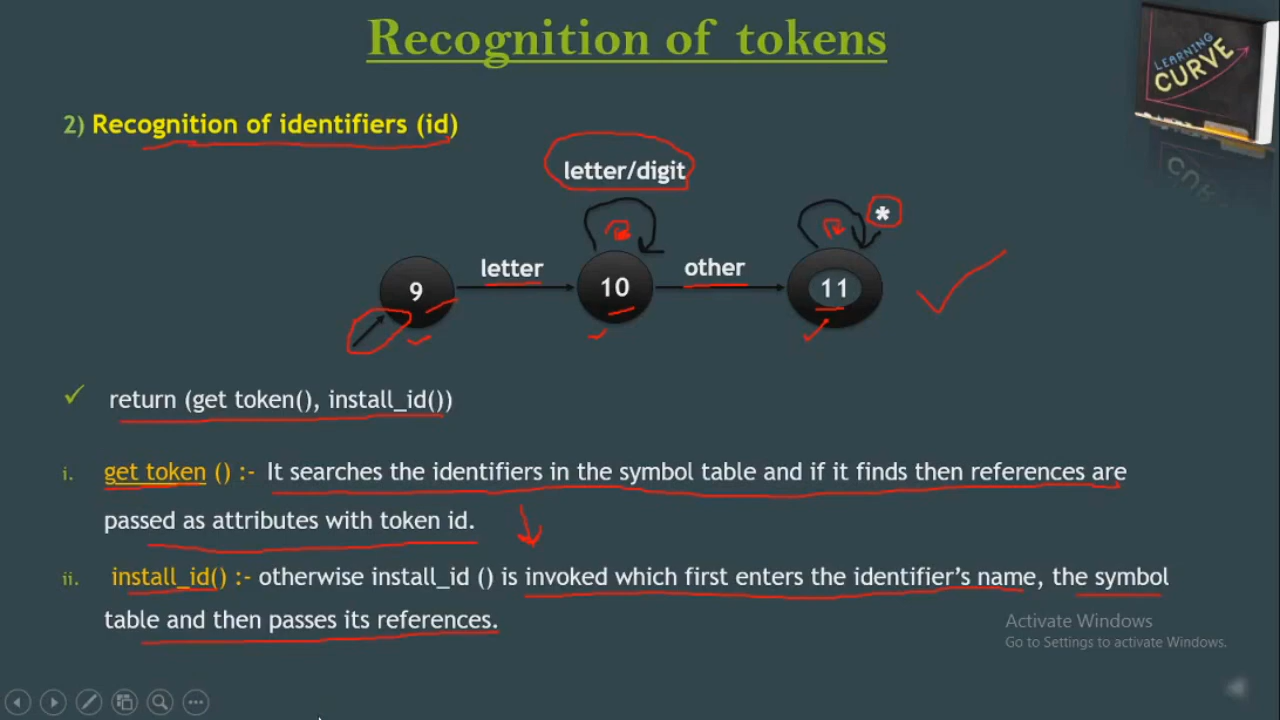 Recognition of tokens
LEARNING
CURVE
2) Recognition of identifiers (id)
letter/digit
*
9 letter 10 other 11
return (get token(), install_id())
i. get token () :- It searches the identifiers in the symbol table and if it finds then references are
passed as attributes with token id.
ii. install_id() :- otherwise install_id () is invoked which first enters the identifier's name, the symbol
table and then passes its references.
Activate Windows
Go to Settings to activate Windows.